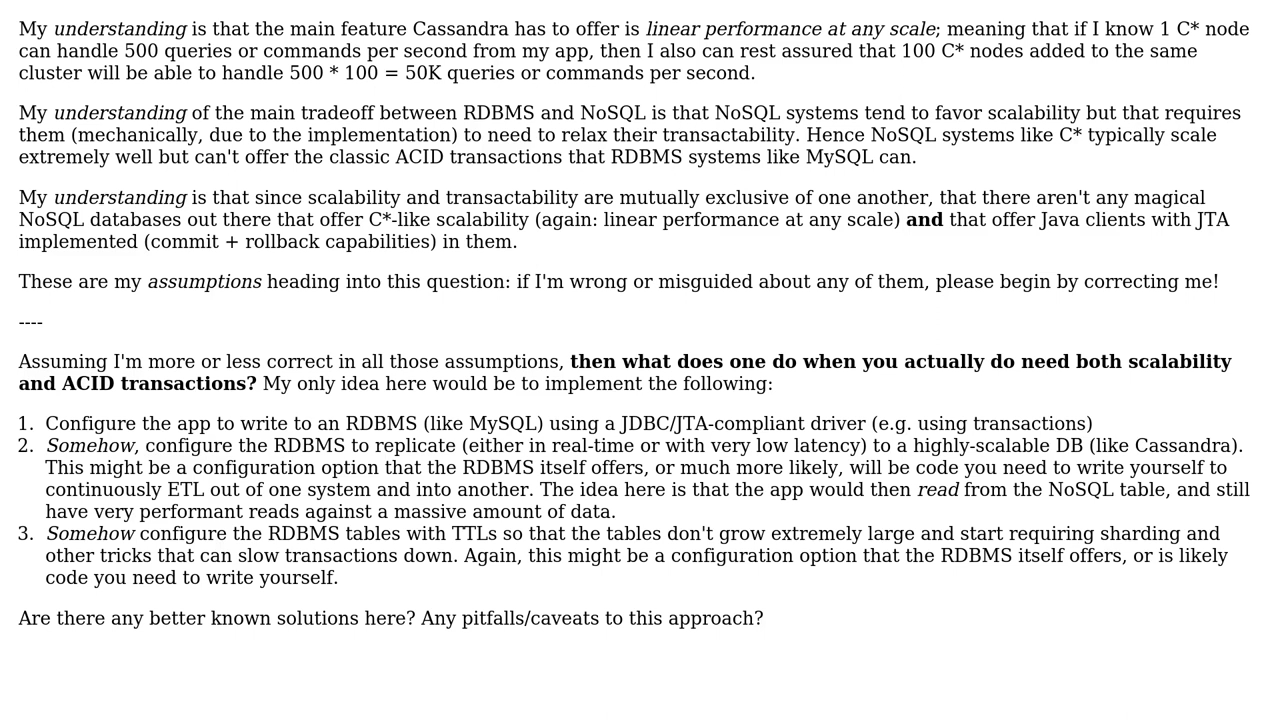 My understanding is that the main feature Cassandra has to offer is linear performance at any scale; meaning that if I know 1 C* node
can handle 500 queries or commands per second from my app, then I also can rest assured that 100 C* nodes added to the same
cluster will be able to handle 500 * 100 = 50K queries or commands per second.
My understanding of the main tradeoff between RDBMS and NoSQL is that NoSQL systems tend to favor scalability but that requires
them (mechanically, due to the implementation) to need to relax their transactability. Hence NoSQL systems like C* typically scale
extremely well but can't offer the classic ACID transactions that RDBMS systems like MySQL can.
My understanding is that since scalability and transactability are mutually exclusive of one another, that there aren't any magical
NoSQL databases out there that offer C*-like scalability (again: linear performance at any scale) and that offer Java clients with JTA
implemented (commit + rollback capabilities) in them.
These are my assumptions heading into this question: if I'm wrong or misguided about any of them, please begin by correcting me!
----
Assuming I'm more or less correct in all those assumptions, then what does one do when you actually do need both scalability
and ACID transactions? My only idea here would be to implement the following:
1. Configure the app to write to an RDBMS (like MySQL) using a JDBC/JTA-compliant driver (e.g. using transactions)
2. Somehow, configure the RDBMS to replicate (either in real-time or with very low latency) to a highly-scalable DB (like Cassandra).
This might be a configuration option that the RDBMS itself offers, or much more likely, will be code you need to write yourself to
continuously ETL out of one system and into another. The idea here is that the app would then read from the NoSQL table, and still
have very performant reads against a massive amount of data.
3. Somehow configure the RDBMS tables with TTLs so that the tables don't grow extremely large and start requiring sharding and
other tricks that can slow transactions down. Again, this might be a configuration option that the RDBMS itself offers, or is likely
code you need to write yourself.
Are there any better known solutions here? Any pitfalls/caveats to this approach?